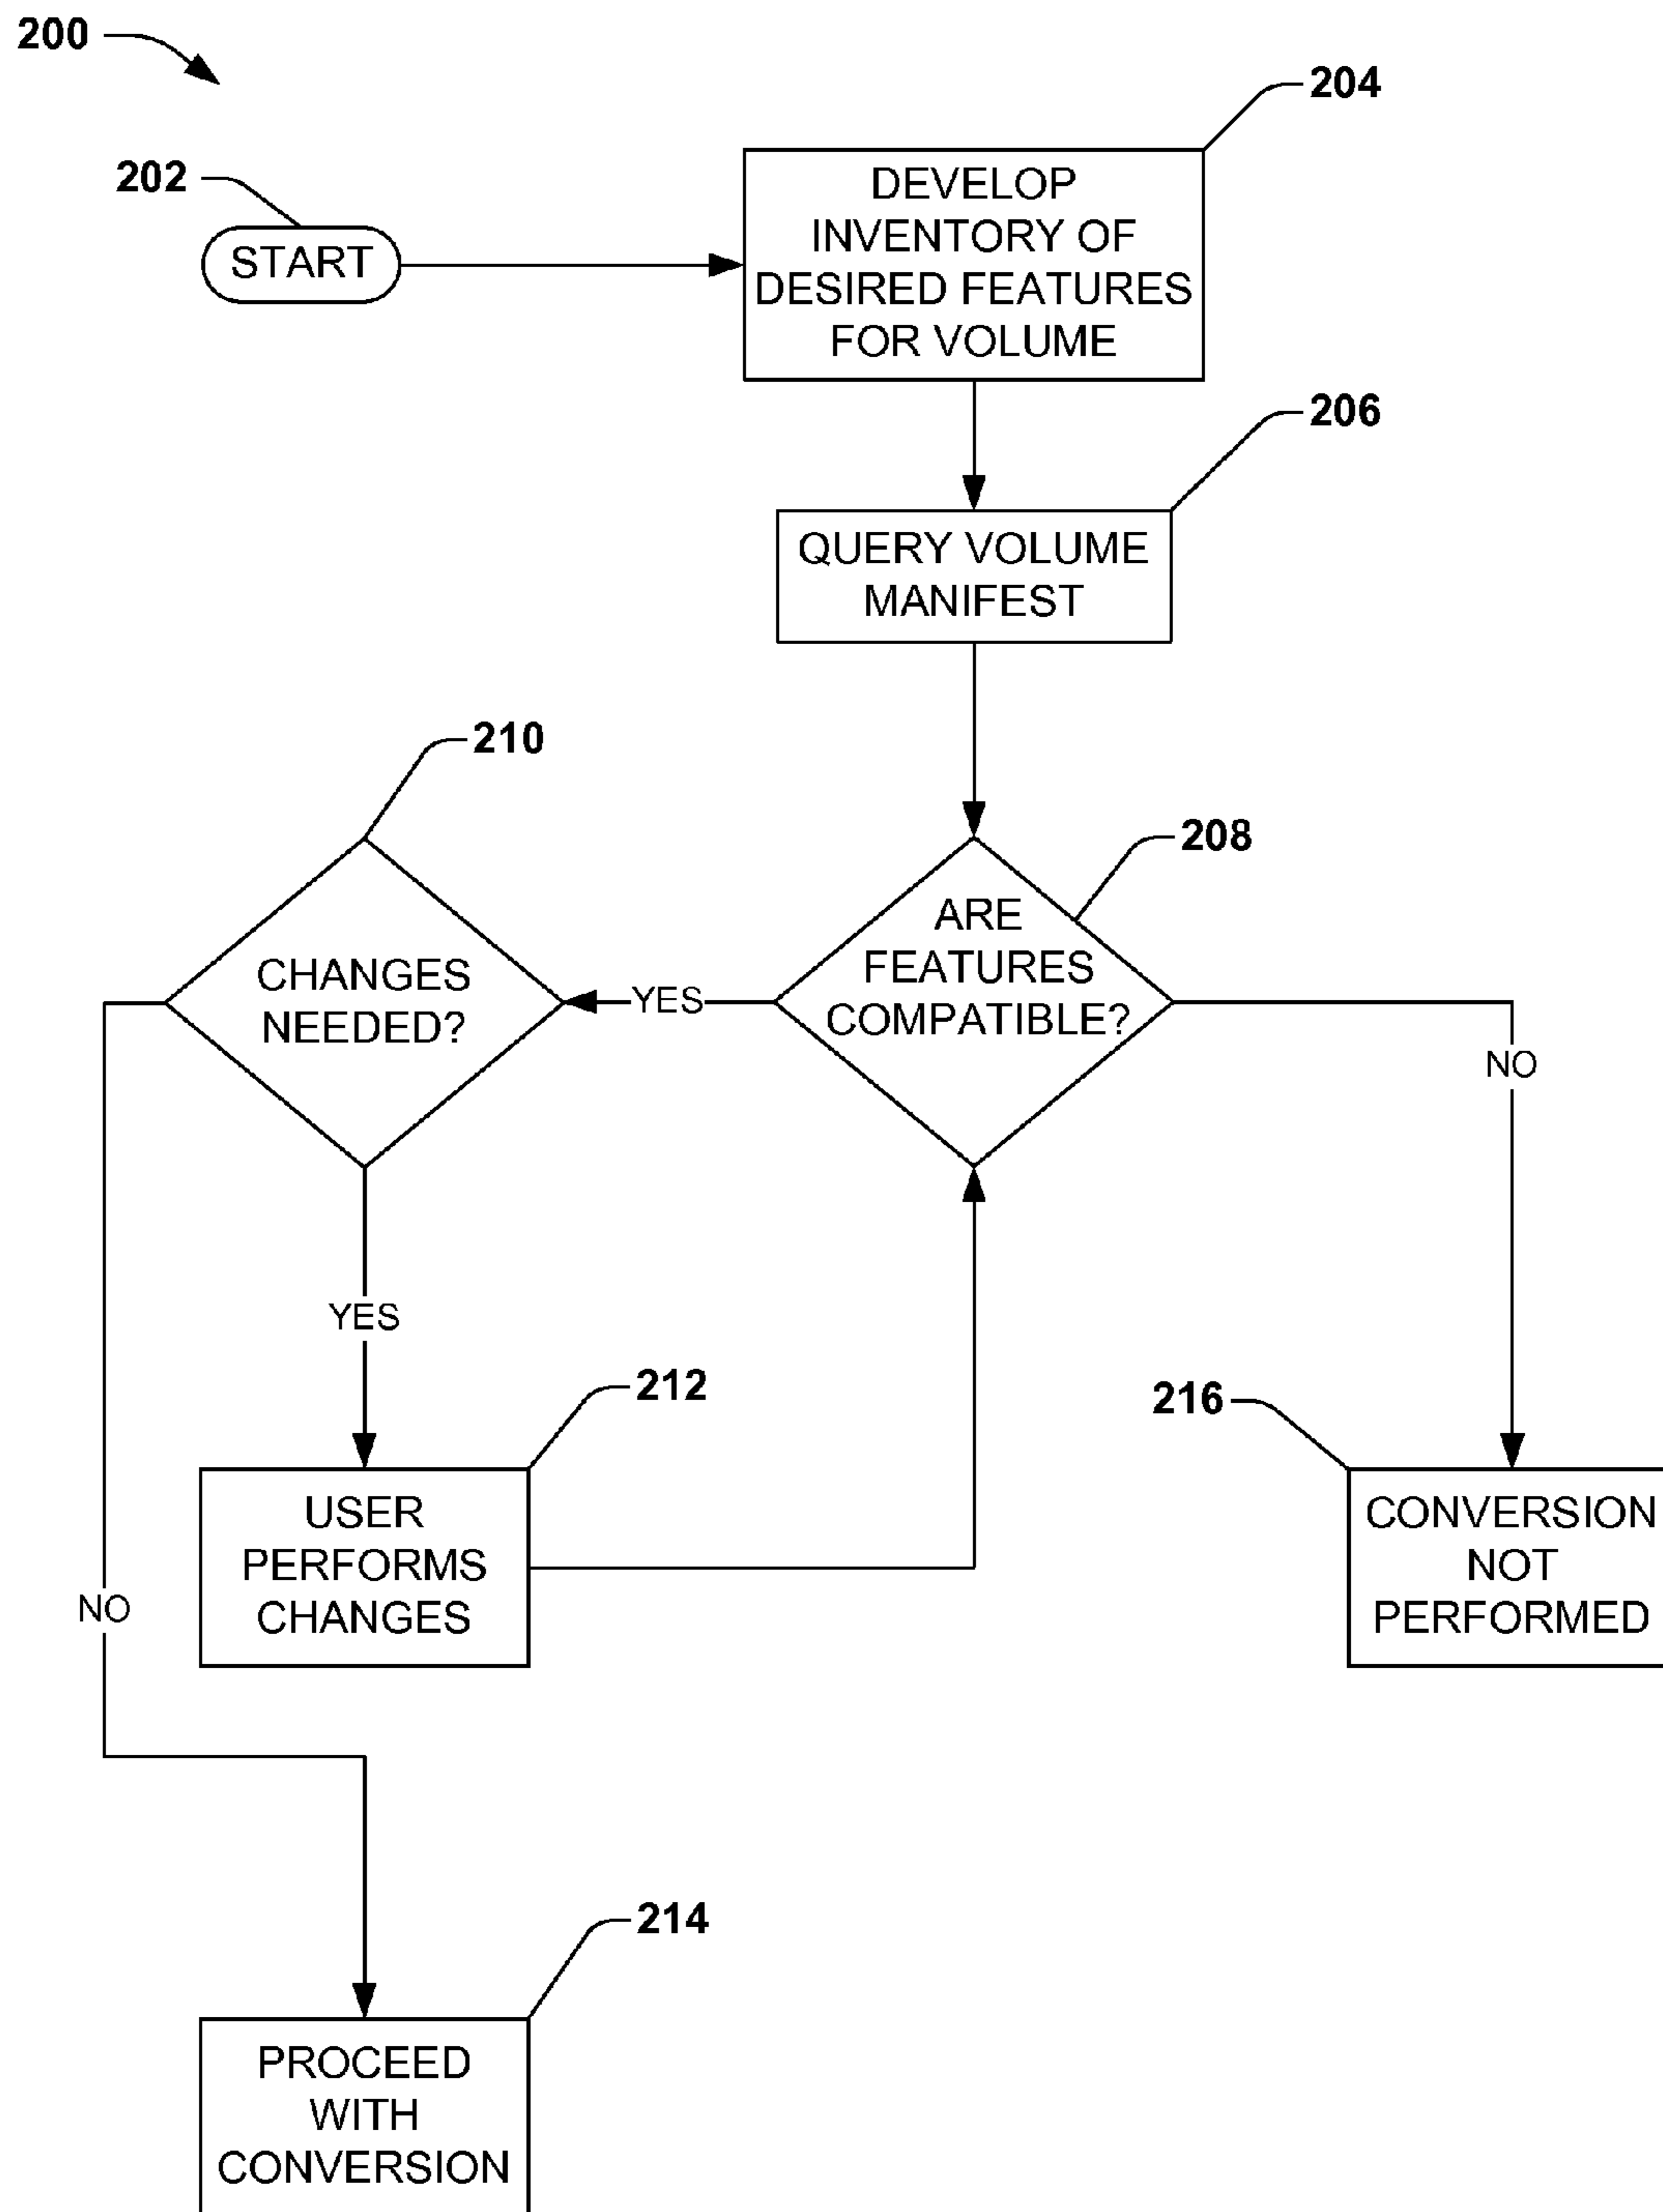 200
204
202
START
DEVELOP
INVENTORY OF
DESIRED FEATURES
FOR VOLUME
206
QUERY VOLUME
MANIFEST
210
208
CHANGES
NEEDED?
YES
ARE
FEATURES
COMPATIBLE?
NO
YES
212
216
USER
PERFORMS
CHANGES
CONVERSION
NOT
PERFORMED
NO
214
PROCEED
WITH
CONVERSION